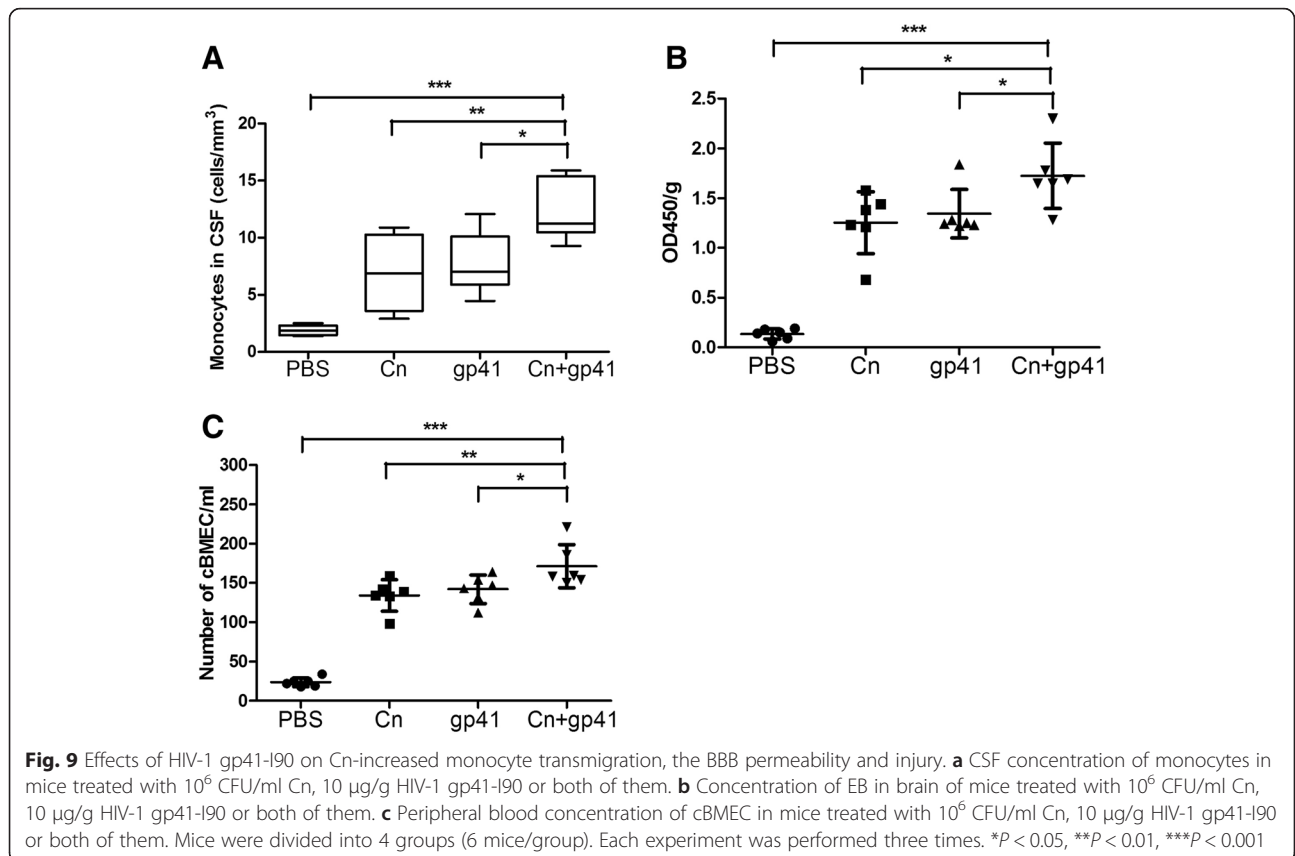 A
B
***
**
*
Monocytes in CSF (cells/mm³)
20
15
10
5
0
PBS Cn gp41 Cn+gp41
***
*
*
OD450/g
2.5
2.0
1.5
1.0
0.5
0.0
PBS Cn gp41 Cn+gp41
C
***
**
*
Number of cBMEC/ml
300
250
200
150
100
50
0
PBS Cn gp41 Cn+gp41
Fig. 9 Effects of HIV-1 gp41-I90 on Cn-increased monocyte transmigration, the BBB permeability and injury. a CSF concentration of monocytes in
mice treated with 10⁶ CFU/ml Cn, 10 μg/g HIV-1 gp41-I90 or both of them. b Concentration of EB in brain of mice treated with 10⁶ CFU/ml Cn,
10 μg/g HIV-1 gp41-I90 or both of them. c Peripheral blood concentration of cBMEC in mice treated with 10⁶ CFU/ml Cn, 10 μg/g HIV-1 gp41-I90
or both of them. Mice were divided into 4 groups (6 mice/group). Each experiment was performed three times. *P < 0.05, **P < 0.01, ***P < 0.001